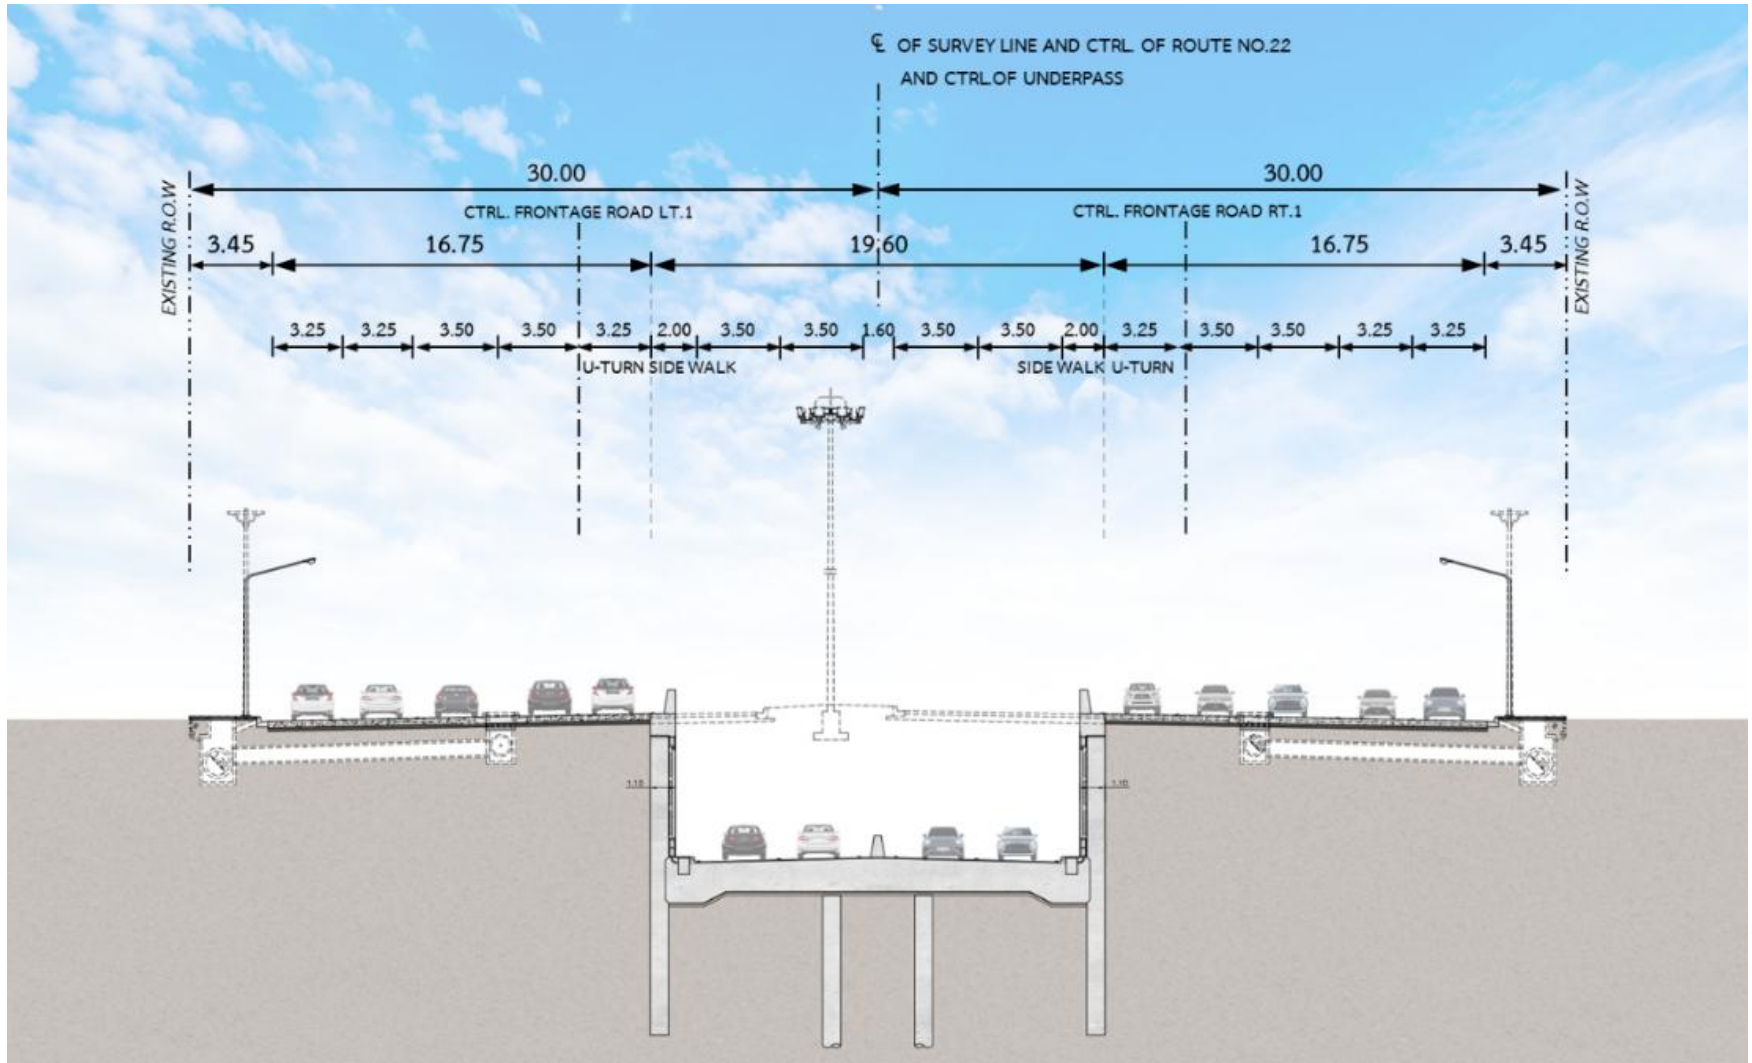 ℄ OF SURVEY LINE AND CTRL. OF ROUTE NO.22
AND CTRL.OF UNDERPASS
30.00 30.00
EXISTING R.O.W
CTRL. FRONTAGE ROAD LT.1 CTRL. FRONTAGE ROAD RT.1
EXISTING R.O.W
3.45 16.75 19.60 16.75 3.45
3.25 3.25 3.50 3.50 3.25 2.00 3.50 3.50 1.60 3.50 3.50 2.00 3.25 3.50 3.50 3.25 3.25
U-TURN SIDE WALK SIDE WALK U-TURN
1.10 1.10